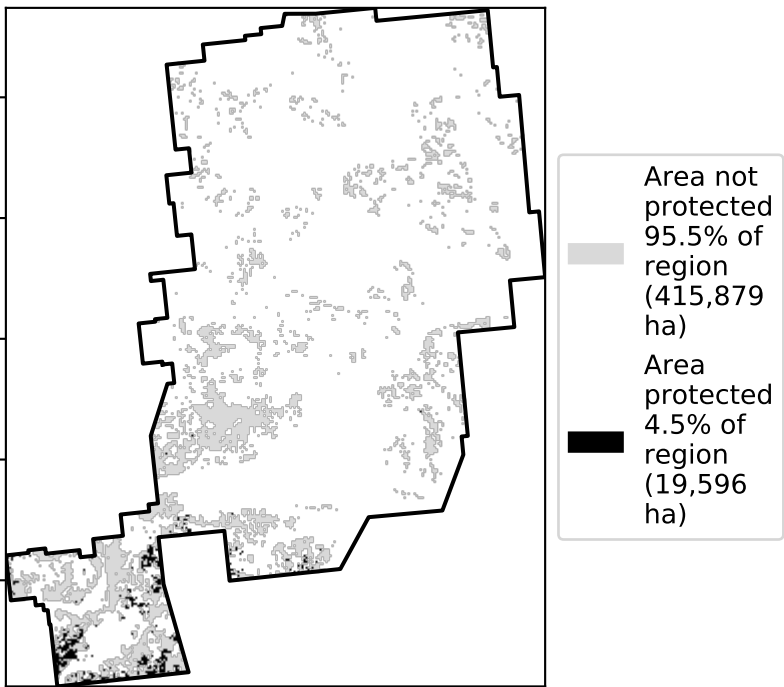 Area not
protected
95.5% of
region
(415,879
ha)
Area
protected
4.5% of
region
(19,596
ha)